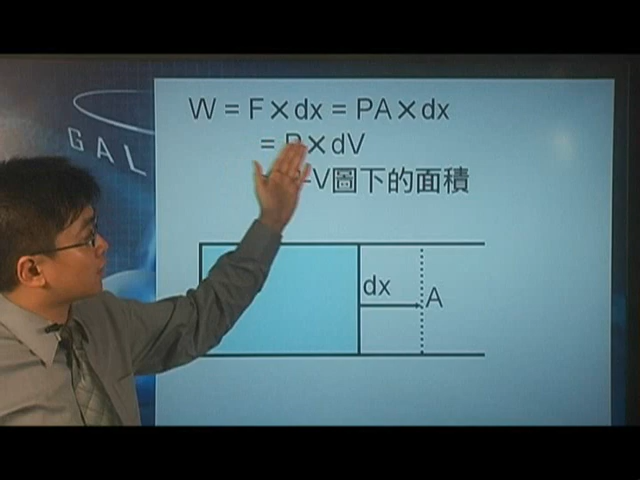 GAL
W = F×dx = PA×dx
= P×dV
V圖下的面積
dx
A